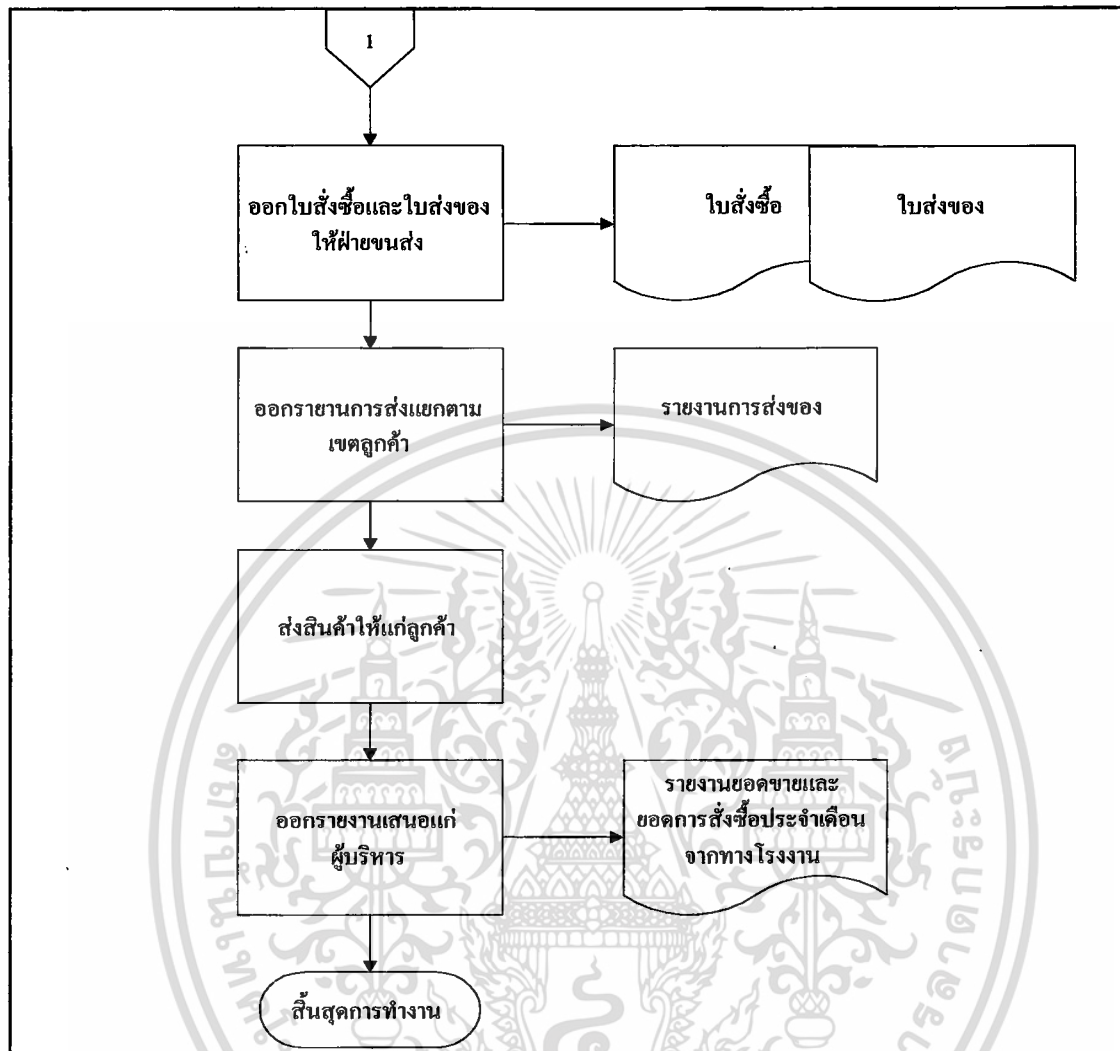 1
ออกใบสั่งซื้อและใบส่งของ
ให้ฝ่ายขนส่ง
ใบสั่งซื้อ
ใบส่งของ
ออกรายานการส่งแยกตาม
เขตลูกค้า
รายงานการส่งของ
ส่งสินค้าให้แก่ลูกค้า
ออกรายงานเสนอแก่
ผู้บริหาร
รายงานยอดขายและ
ยอดการสั่งซื้อประจำเดือน
จากทางโรงงาน
สิ้นสุดการทำงาน